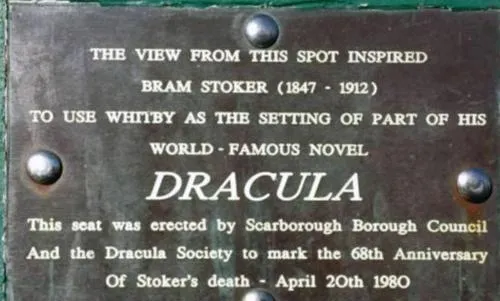 THE VIEW FROM THIS SPOT INSPIRED
BRAM STOKER (1847 - 1912)
TO USE WHITBY AS THE SETTING OF PART OF HIS
WORLD - FAMOUS NOVEL
DRACULA
This seat was erected by Scarborough Borough Council
And the Dracula Society to mark the 68th Anniversary
Of Stoker's death - April 20th 1980